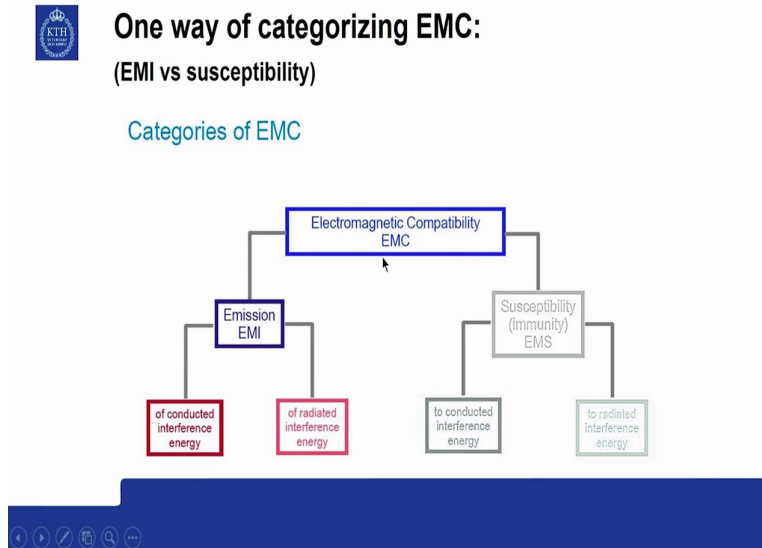 KTH
One way of categorizing EMC:
(EMI vs susceptibility)
Categories of EMC
Electromagnetic Compatibility
EMC
Emission
EMI
Susceptibility
(immunity)
EMS
of conducted
interference
energy
of radiated
interference
energy
to conducted
interference
energy
to radiated
interference
energy